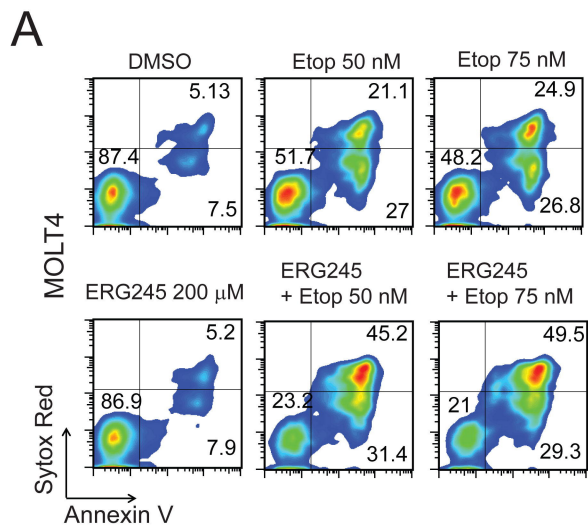 A
DMSO
Etop 50 nM
Etop 75 nM
5.13
87.4
7.5
21.1
51.7
27
24.9
48.2
26.8
MOLT4
ERG245 200 µM
ERG245
+ Etop 50 nM
ERG245
+ Etop 75 nM
5.2
86.9
7.9
45.2
23.2
31.4
49.5
21
29.3
Sytox Red
Annexin V